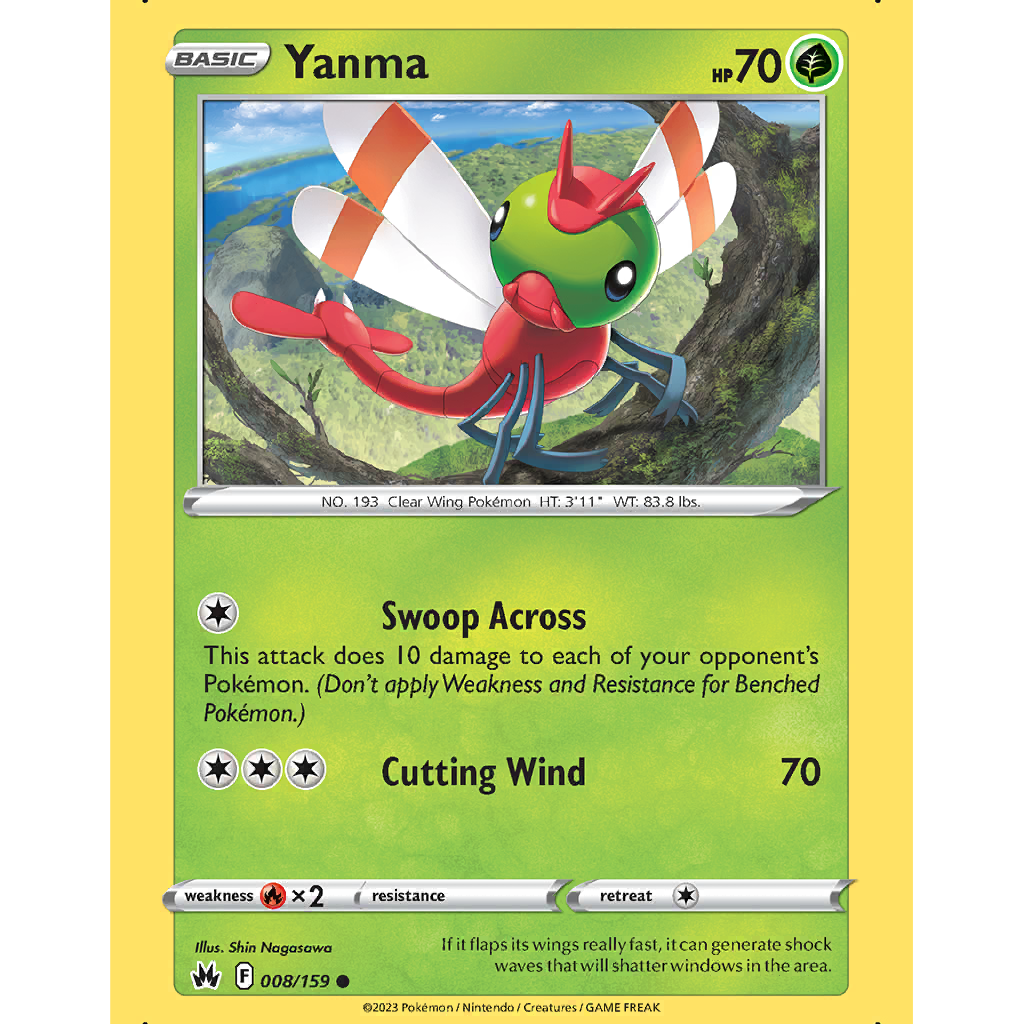 BASIC Yanma HP 70
NO. 193 Clear Wing Pokémon HT: 3'11" WT: 83.8 lbs.
Swoop Across
This attack does 10 damage to each of your opponent's
Pokémon. (Don't apply Weakness and Resistance for Benched
Pokémon.)
Cutting Wind 70
weakness ×2 resistance retreat
Illus. Shin Nagasawa
If it flaps its wings really fast, it can generate shock
waves that will shatter windows in the area.
F 008/159
©2023 Pokémon / Nintendo / Creatures / GAME FREAK